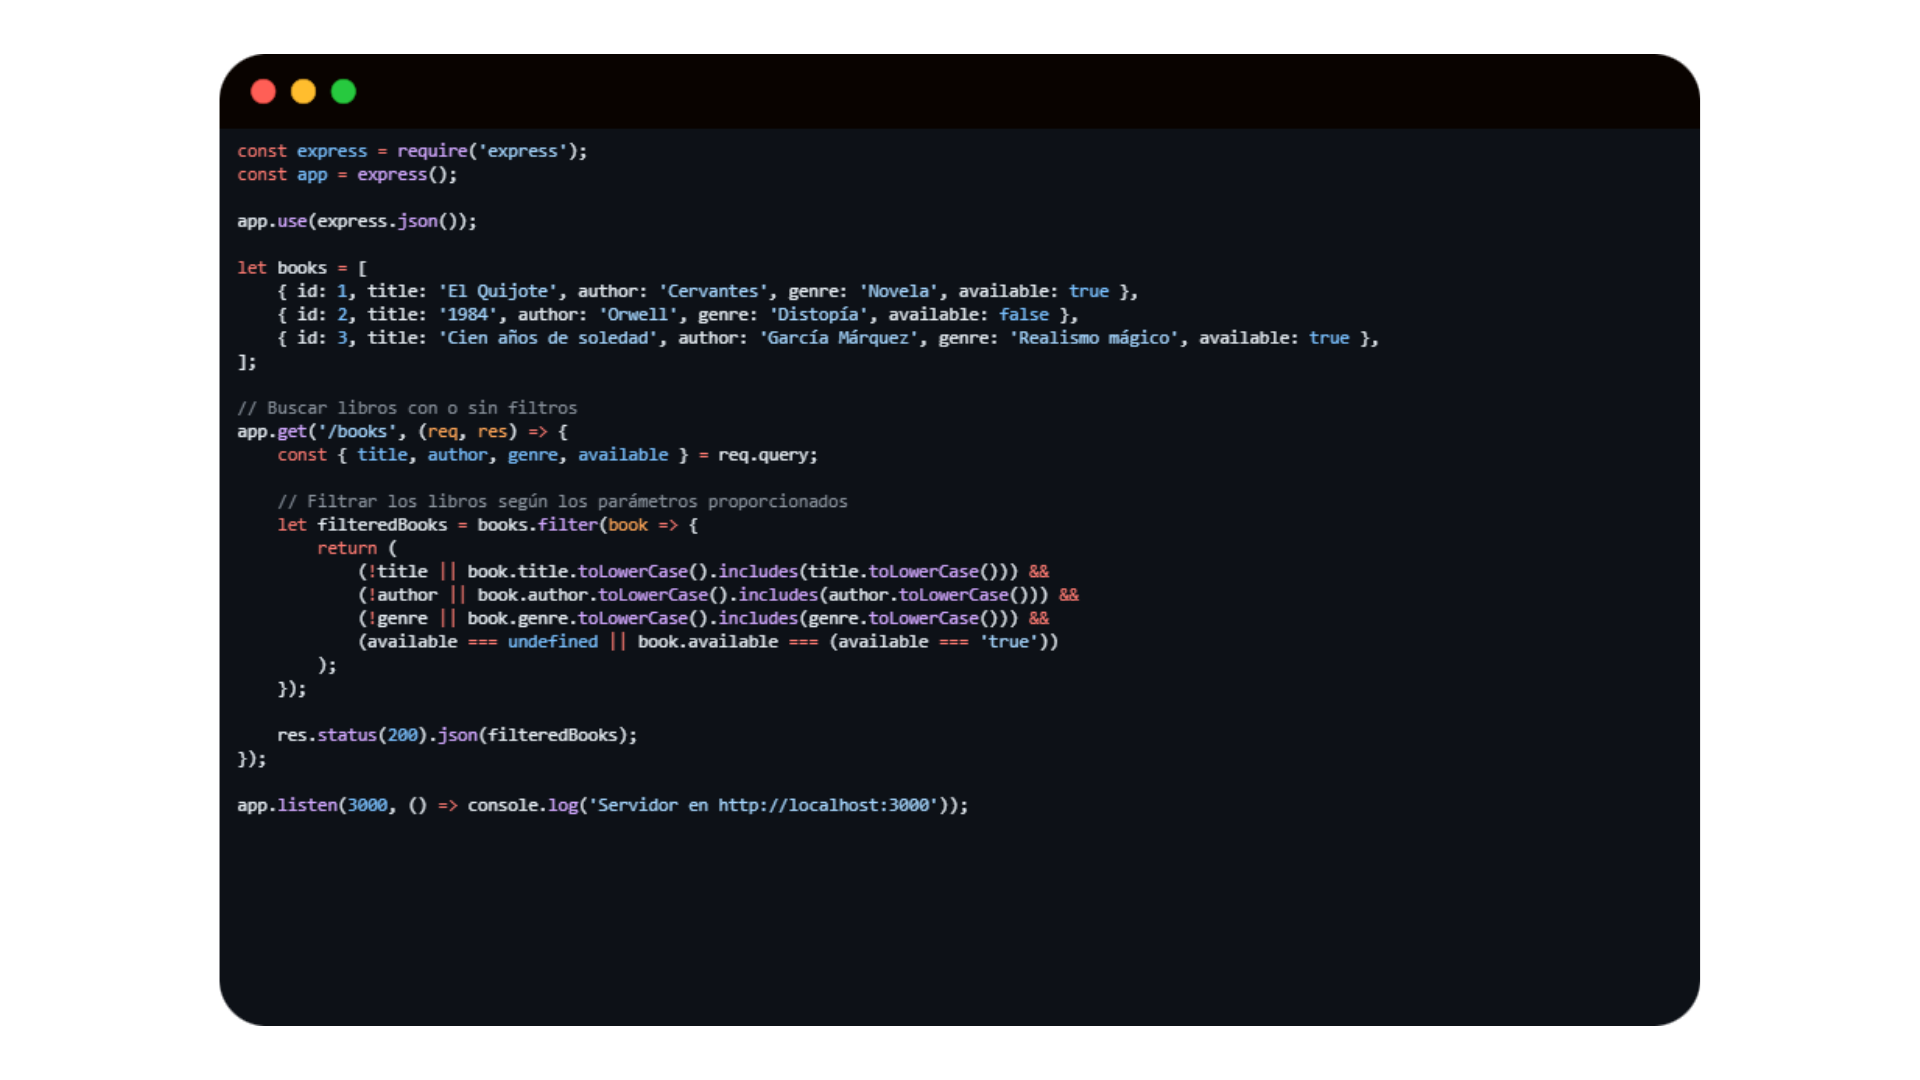 const express = require('express');
const app = express();
app.use(express.json());
let books = [
    { id: 1, title: 'El Quijote', author: 'Cervantes', genre: 'Novela', available: true },
    { id: 2, title: '1984', author: 'Orwell', genre: 'Distopía', available: false },
    { id: 3, title: 'Cien años de soledad', author: 'García Márquez', genre: 'Realismo mágico', available: true },
];
// Buscar libros con o sin filtros
app.get('/books', (req, res) => {
    const { title, author, genre, available } = req.query;
    // Filtrar los libros según los parámetros proporcionados
    let filteredBooks = books.filter(book => {
        return (
            (!title || book.title.toLowerCase().includes(title.toLowerCase())) &&
            (!author || book.author.toLowerCase().includes(author.toLowerCase())) &&
            (!genre || book.genre.toLowerCase().includes(genre.toLowerCase())) &&
            (available === undefined || book.available === (available === 'true'))
        );
    });
    res.status(200).json(filteredBooks);
});
app.listen(3000, () => console.log('Servidor en http://localhost:3000'));